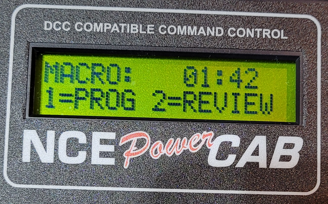 DCC COMPATIBLE COMMAND CONTROL
MACRO: 01:42
1=PROG 2=REVIEW
NCE Power CAB